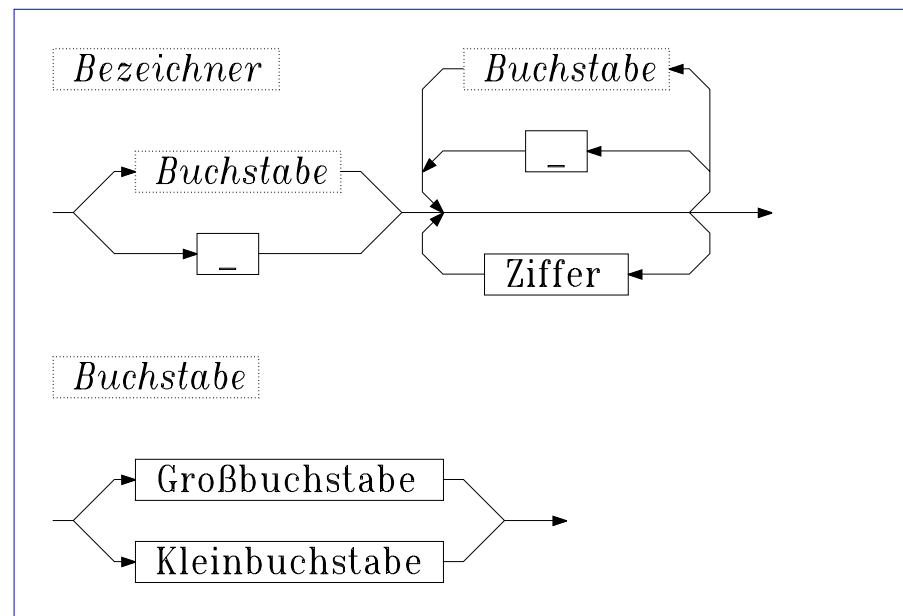 Bezeichner
Buchstabe
_
Buchstabe
_
Ziffer
Buchstabe
Großbuchstabe
Kleinbuchstabe